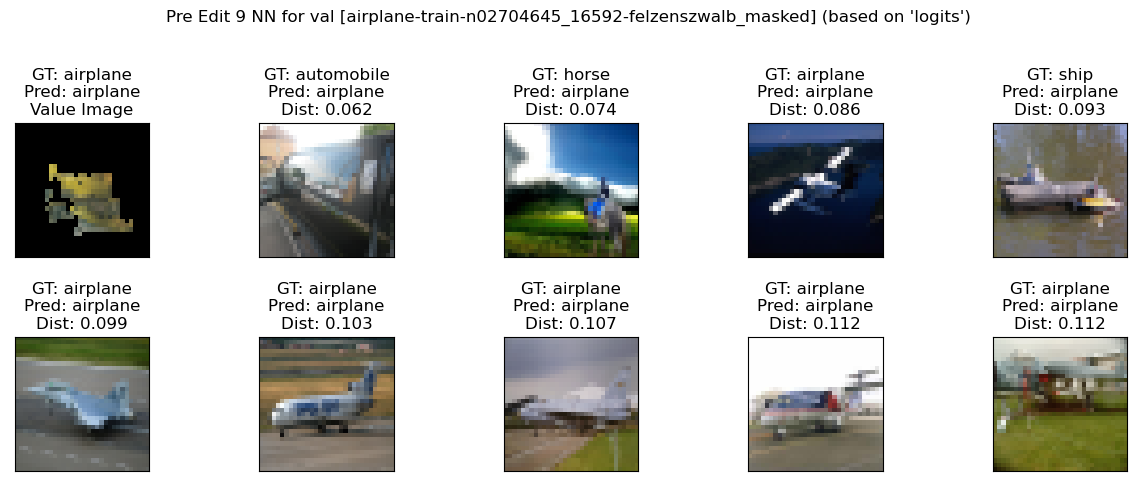 Pre Edit 9 NN for val [airplane-train-n02704645_16592-felzenszwalb_masked] (based on 'logits')
GT: airplane
Pred: airplane
Value Image
GT: automobile
Pred: airplane
Dist: 0.062
GT: horse
Pred: airplane
Dist: 0.074
GT: airplane
Pred: airplane
Dist: 0.086
GT: ship
Pred: airplane
Dist: 0.093
GT: airplane
Pred: airplane
Dist: 0.099
GT: airplane
Pred: airplane
Dist: 0.103
GT: airplane
Pred: airplane
Dist: 0.107
GT: airplane
Pred: airplane
Dist: 0.112
GT: airplane
Pred: airplane
Dist: 0.112